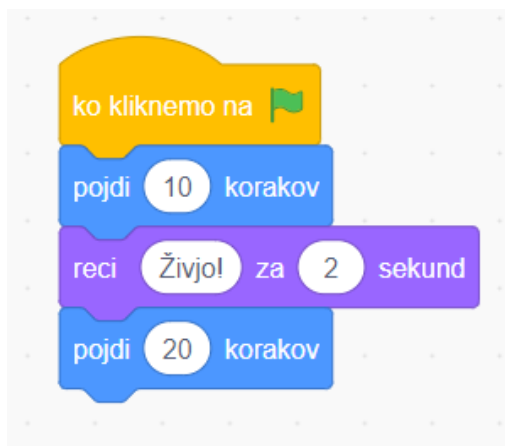 ko kliknemo na
pojdi 10 korakov
reci Živjo! za 2 sekund
pojdi 20 korakov